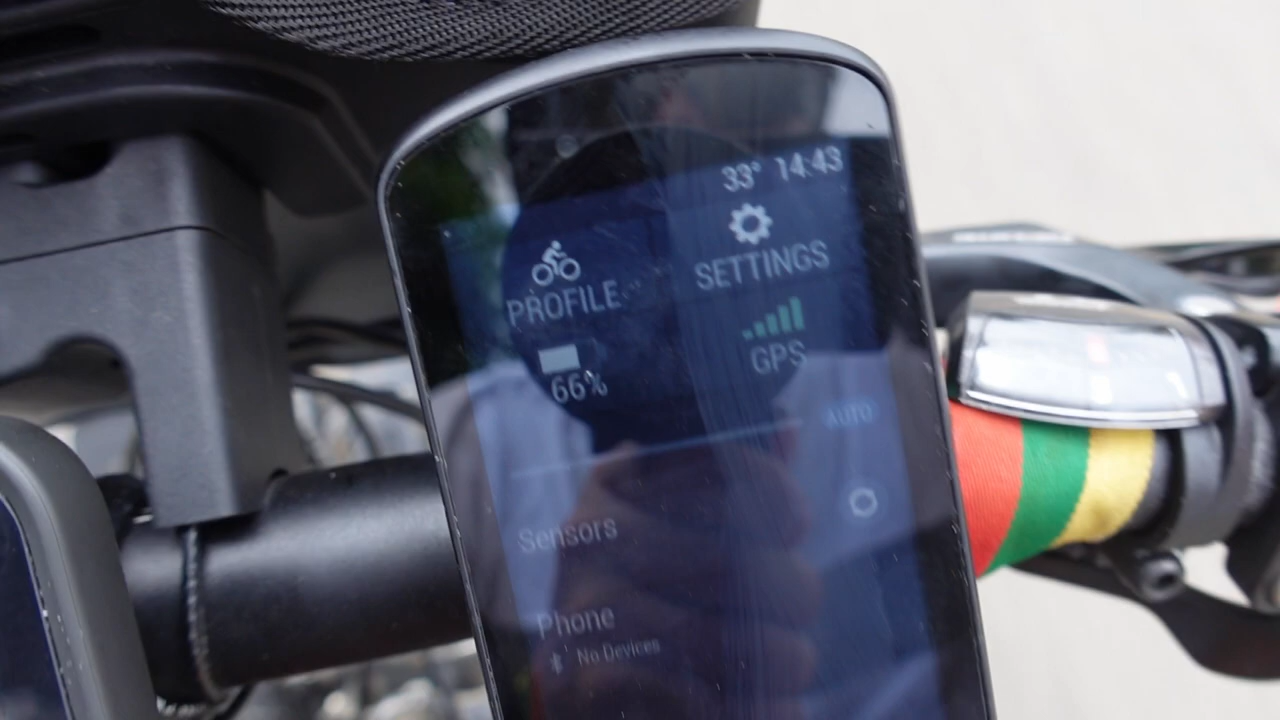 33° 14:43
PROFILE
SETTINGS
66%
GPS
AUTO
Sensors
Phone
No Devices